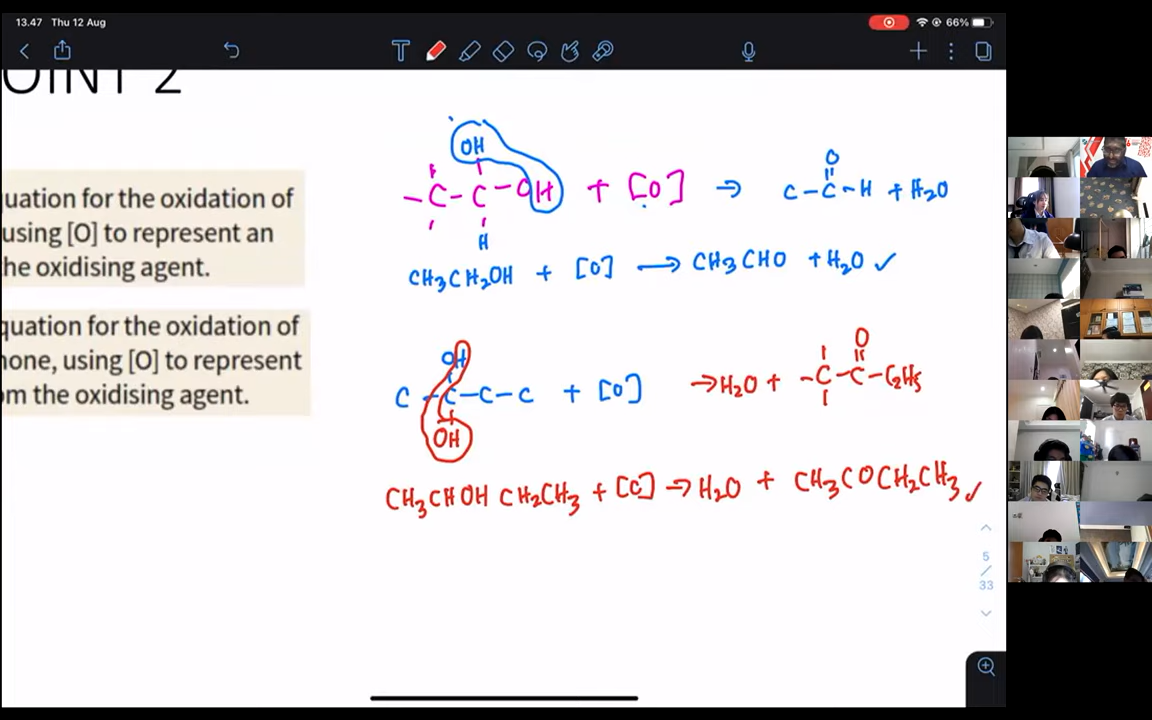 13.47 Thu 12 Aug
66%
OINT 2
uation for the oxidation of
using [O] to represent an
he oxidising agent.
quation for the oxidation of
none, using [O] to represent
om the oxidising agent.
OH
-C-C-OH + [O] → C-C-H + H2O
O
H
CH3CH2OH + [O] → CH3CHO + H2O ✓
OH
O
C-C-C-C + [O] → H2O + -C-C-C2H5
OH
CH3CHOHCH2CH3 + [O] → H2O + CH3COCH2CH3 ✓
5
/
33